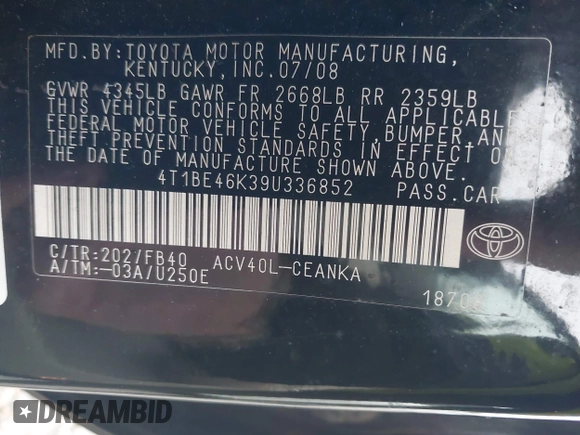 MFD.BY:TOYOTA MOTOR MANUFACTURING,
KENTUCKY,INC.07/08
GVWR 4345LB GAWR FR 2668LB RR 2359LB
THIS VEHICLE CONFORMS TO ALL APPLICABLE
FEDERAL MOTOR VEHICLE SAFETY,BUMPER,AND
THEFT PREVENTION STANDARDS IN EFFECT ON
THE DATE OF MANUFACTURE SHOWN ABOVE.
4T1BE46K39U336852 PASS.CAR
C/TR:202/FB40 ACV40L-CEANKA
A/TM:-03A/U250E
TOYOTA
DREAMBID